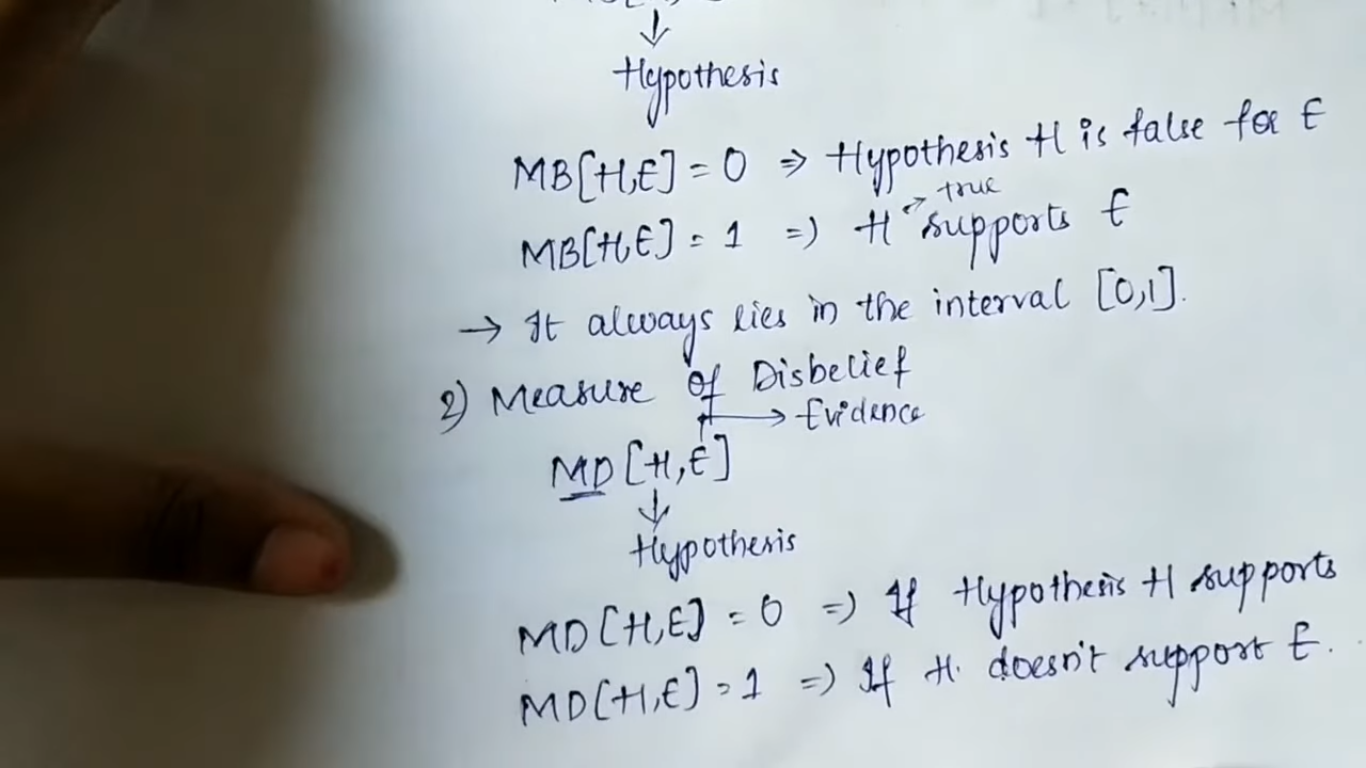 ↓
Hypothesis
MB[H,E] = 0 ⇒ Hypothesis H is false for E
→ true
MB[H,E] = 1 ⇒ H supports E
→ It always lies in the interval [0,1].
2) Measure of Disbelief
→ Evidence
MD [H,E]
↓
Hypothesis
MD[H,E] = 0 ⇒ If Hypothesis H supports
MD[H,E] = 1 ⇒ If H doesn't support E.